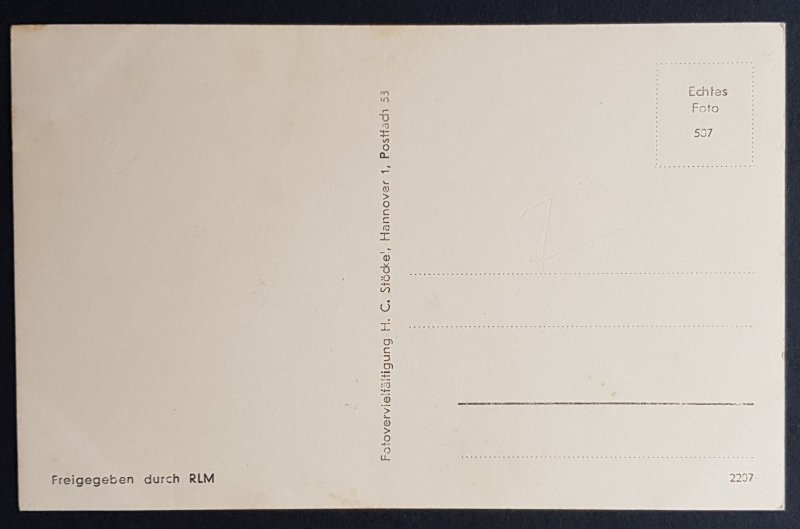 Echtes
Foto
507
Fotovervielfältigung H. C. Stöckel, Hannover 1, Postfach 53
Freigegeben durch RLM
2207